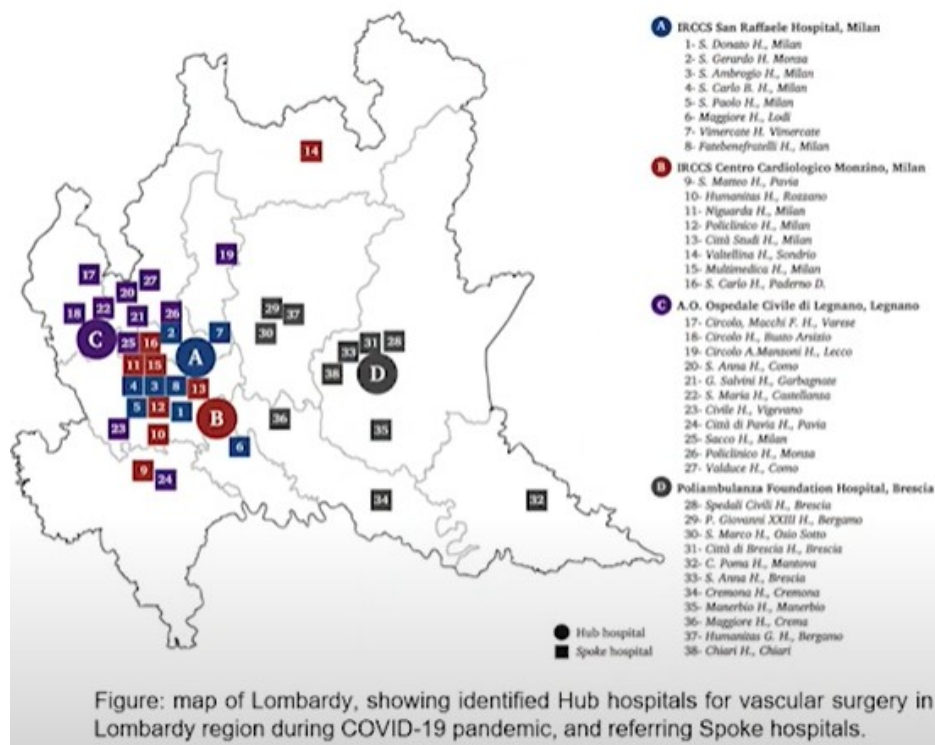 A IRCCS San Raffaele Hospital, Milan
1- S. Donato H., Milan
2- S. Gerardo H. Monza
3- S. Ambrogio H., Milan
4- S. Carlo B. H., Milan
5- S. Paolo H., Milan
6- Maggiore H., Lodi
7- Vimercate H. Vimercate
8- Fatebenefratelli H., Milan
B IRCCS Centro Cardiologico Monzino, Milan
9- S. Matteo H., Pavia
10- Humanitas H., Rozzano
11- Niguarda H., Milan
12- Policlinico H., Milan
13- Città Studi H., Milan
14- Valtellina H., Sondrio
15- Multimedica H., Milan
16- S. Carlo H., Paderno D.
C A.O. Ospedale Civile di Legnano, Legnano
17- Circolo, Macchi F. H., Varese
18- Circolo H., Busto Arsizio
19- Circolo A.Manzoni H., Lecco
20- S. Anna H., Como
21- G. Salvini H., Garbagnate
22- S. Maria H., Castellanza
23- Civile H., Vigevano
24- Città di Pavia H., Pavia
25- Sacco H., Milan
26- Policlinico H., Monza
27- Valduce H., Como
D Poliambulanza Foundation Hospital, Brescia
28- Spedali Civili H., Brescia
29- P. Giovanni XXIII H., Bergamo
30- S. Marco H., Osio Sotto
31- Città di Brescia H., Brescia
32- C. Poma H., Mantova
33- S. Anna H., Brescia
34- Cremona H., Cremona
35- Manerbio H., Manerbio
36- Maggiore H., Crema
37- Humanitas G. H., Bergamo
38- Chiari H., Chiari
14
19
17
27
20
18
22
21
26
29
37
C
25
16
2
7
30
31
28
A
33
11
15
38
D
4
3
8
13
5
12
1
B
36
23
10
35
6
9
24
34
32
Hub hospital
Spoke hospital
Figure: map of Lombardy, showing identified Hub hospitals for vascular surgery in
Lombardy region during COVID-19 pandemic, and referring Spoke hospitals.